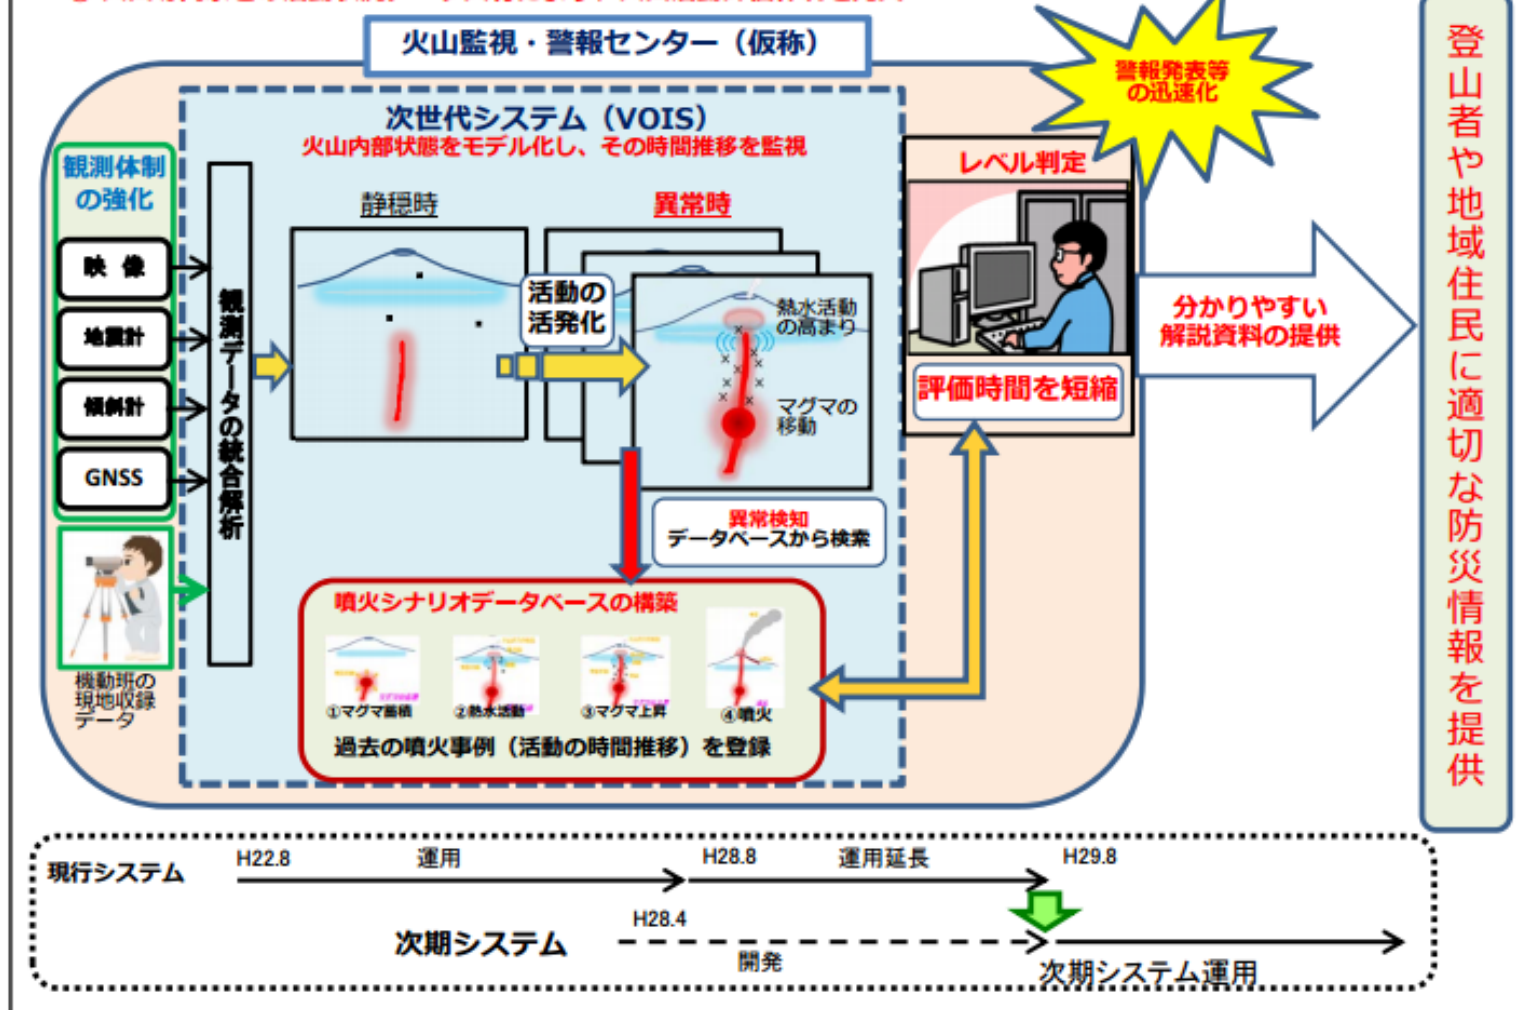 火山監視・警報センター（仮称）
警報発表等
の迅速化
次世代システム（VOIS）
火山内部状態をモデル化し、その時間推移を監視
観測体制
の強化
映 像
地震計
傾斜計
GNSS
機動班の
現地収録
データ
観測データの統合解析
静穏時
異常時
活動の
活発化
熱水活動
の高まり
マグマの
移動
異常検知
データベースから検索
噴火シナリオデータベースの構築
①マグマ蓄積
②熱水活動
③マグマ上昇
④噴火
過去の噴火事例（活動の時間推移）を登録
レベル判定
評価時間を短縮
分かりやすい
解説資料の提供
登山者や地域住民に適切な防災情報を提供
現行システム
H22.8
運用
H28.8
運用延長
H29.8
次期システム
H28.4
開発
次期システム運用